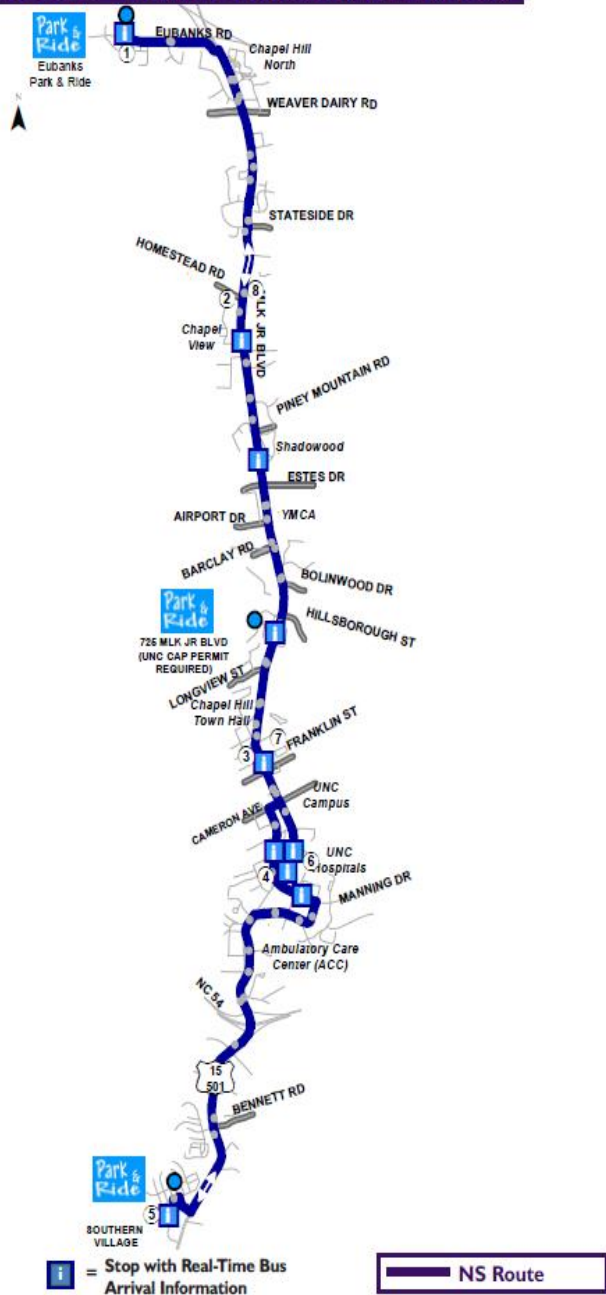 Park &
Ride
Eubanks
Park & Ride
i
1
EUBANKS RD
Chapel Hill
North
N
WEAVER DAIRY RD
STATESIDE DR
HOMESTEAD RD
2
8
MLK JR BLVD
Chapel
View
i
PINEY MOUNTAIN RD
Shadowood
i
ESTES DR
AIRPORT DR
YMCA
BARCLAY RD
BOLINWOOD DR
Park &
Ride
HILLSBOROUGH ST
i
725 MLK JR BLVD
(UNC CAP PERMIT
REQUIRED)
LONGVIEW ST
Chapel Hill
Town Hall
7
FRANKLIN ST
3
i
UNC
Campus
CAMERON AVE
i
i
6
UNC
Hospitals
i
4
i
MANNING DR
Ambulatory Care
Center (ACC)
NC 54
15
501
BENNETT RD
Park &
Ride
5
i
SOUTHERN
VILLAGE
i = Stop with Real-Time Bus
Arrival Information
NS Route